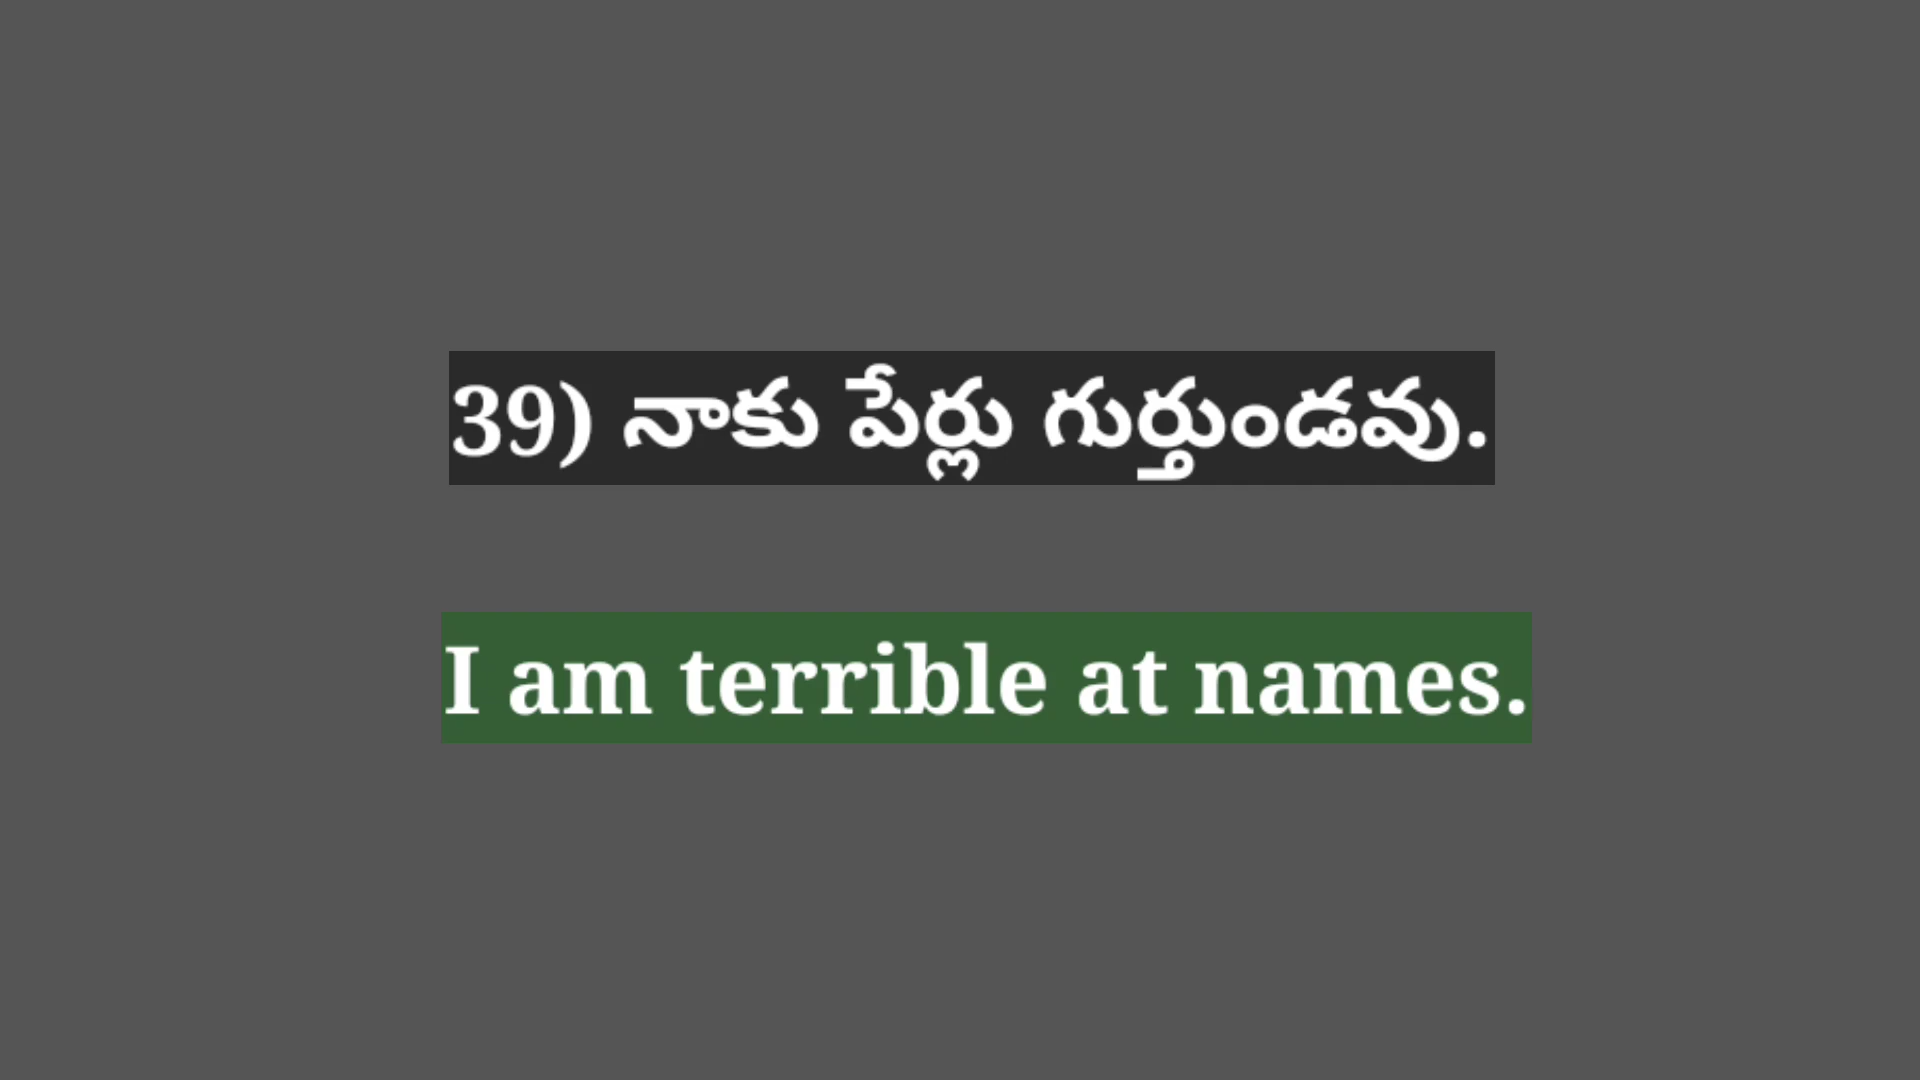 39) నాకు పేర్లు గుర్తుండవు.
I am terrible at names.